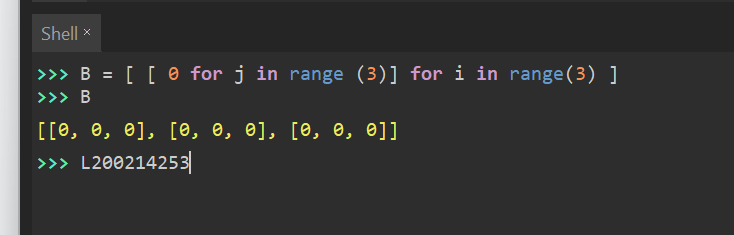 Shell ×
>>> B = [ [ 0 for j in range (3)] for i in range(3) ]
>>> B
[[0, 0, 0], [0, 0, 0], [0, 0, 0]]
>>> L200214253